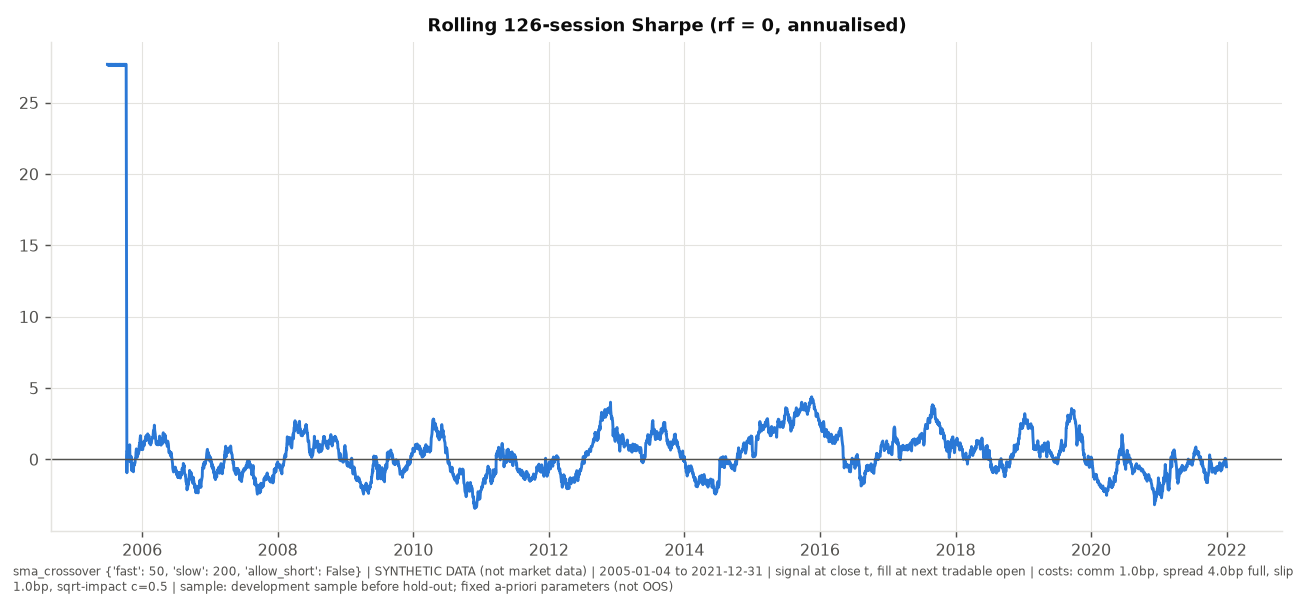 Rolling 126-session Sharpe (rf = 0, annualised)
25
20
15
10
5
0
2006 2008 2010 2012 2014 2016 2018 2020 2022
sma_crossover {'fast': 50, 'slow': 200, 'allow_short': False} | SYNTHETIC DATA (not market data) | 2005-01-04 to 2021-12-31 | signal at close t, fill at next tradable open | costs: comm 1.0bp, spread 4.0bp full, slip
1.0bp, sqrt-impact c=0.5 | sample: development sample before hold-out; fixed a-priori parameters (not OOS)